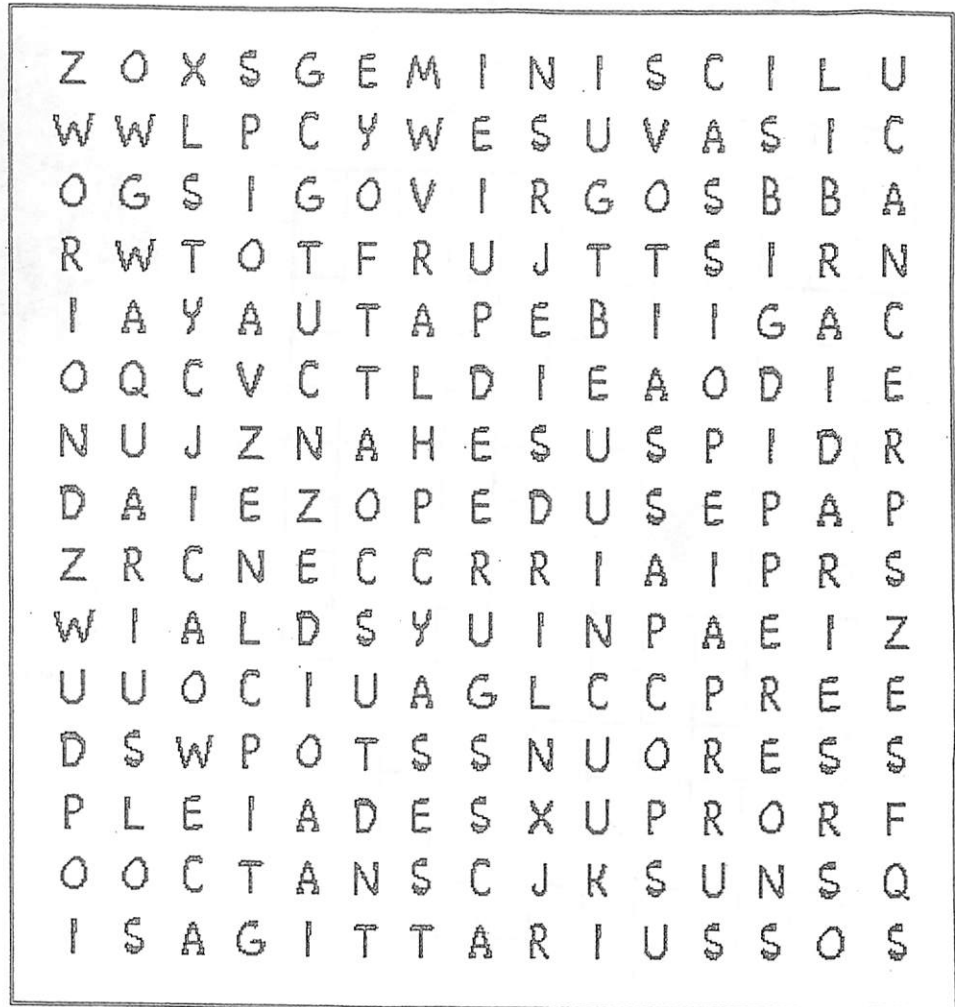 Z O X S G E M I N I S C I L U
W W L P C Y W E S U V A S I C
O G S I G O V I R G O S B B A
R W T O T F R U J T T S I R N
I A Y A U T A P E B I I G A C
O Q C V C T L D I E A O D I E
N U J Z N A H E S U S P I D R
D A I E Z O P E D U S E P A P
Z R C N E C C R R I A I P R S
W I A L D S Y U I N P A E I Z
U U O C I U A G L C C P R E E
D S W P O T S S N U O R E S S
P L E I A D E S X U P R O R F
O O C T A N S C J K S U N S Q
I S A G I T T A R I U S S O S